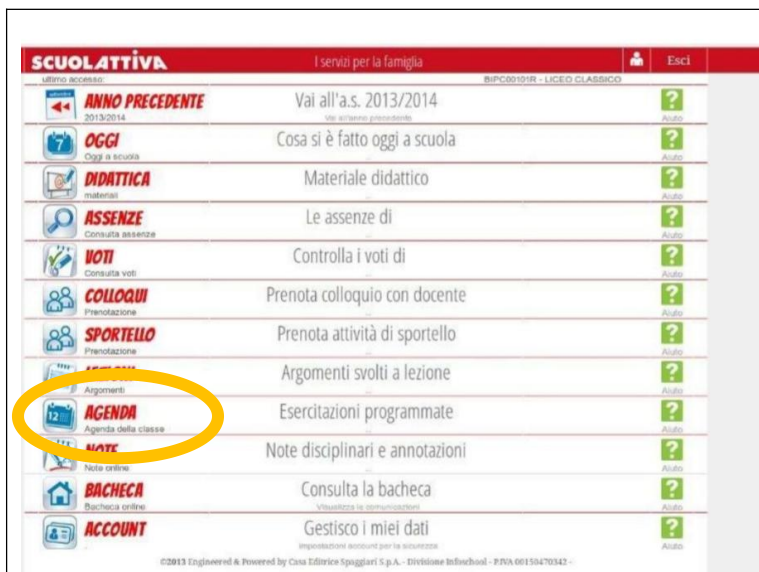 SCUOLATTIVA I servizi per la famiglia Esci
ultimo accesso: BIPC00101R - LICEO CLASSICO
ANNO PRECEDENTE Vai all'a.s. 2013/2014
2013/2014 Vai all'anno precedente Aiuto
OGGI Cosa si è fatto oggi a scuola
Oggi a scuola Aiuto
DIDATTICA Materiale didattico
materiali Aiuto
ASSENZE Le assenze di
Consulta assenze Aiuto
VOTI Controlla i voti di
Consulta voti Aiuto
COLLOQUI Prenota colloquio con docente
Prenotazione Aiuto
SPORTELLO Prenota attività di sportello
Prenotazione Aiuto
Argomenti svolti a lezione
Argomenti Aiuto
AGENDA Esercitazioni programmate
Agenda della classe Aiuto
NOTE Note disciplinari e annotazioni
Note online Aiuto
BACHECA Consulta la bacheca
Bacheca online Visualizza le comunicazioni Aiuto
ACCOUNT Gestisco i miei dati
Impostazioni account per la sicurezza Aiuto
©2013 Engineered & Powered by Casa Editrice Spaggiari S.p.A. - Divisione Infoschool - P.IVA 00150470342 -